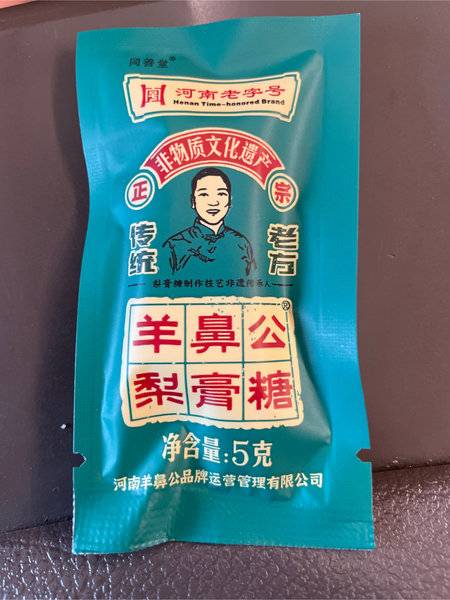 同善堂®
河南老字号
Henan Time-honored Brand
非物质文化遗产
正宗
传统
老方
梨膏糖制作技艺非遗传承人
羊鼻公®
梨膏糖
净含量:5克
河南羊鼻公品牌运营管理有限公司